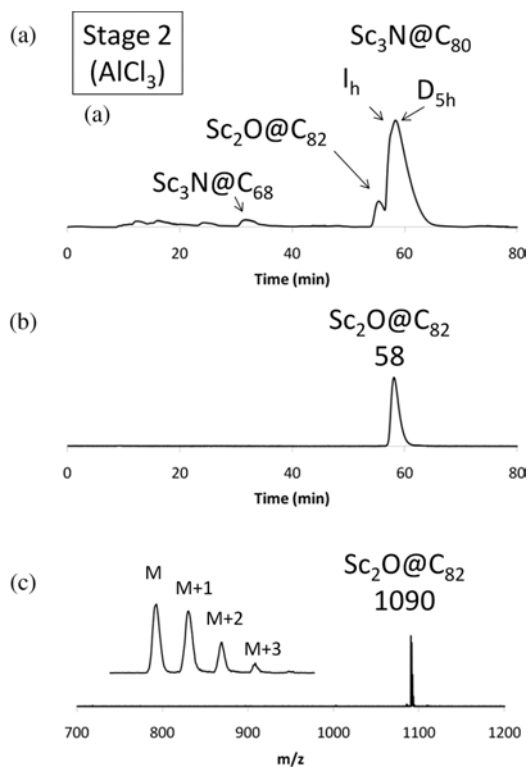 (a)
Stage 2
(AlCl₃)
(a)
Sc₃N@C₈₀
Iₕ
D₅ₕ
Sc₂O@C₈₂
Sc₃N@C₆₈
0 20 40 60 80
Time (min)
(b)
Sc₂O@C₈₂
58
0 20 40 60 80
Time (min)
(c)
Sc₂O@C₈₂
1090
M
M+1
M+2
M+3
700 800 900 1000 1100 1200
m/z